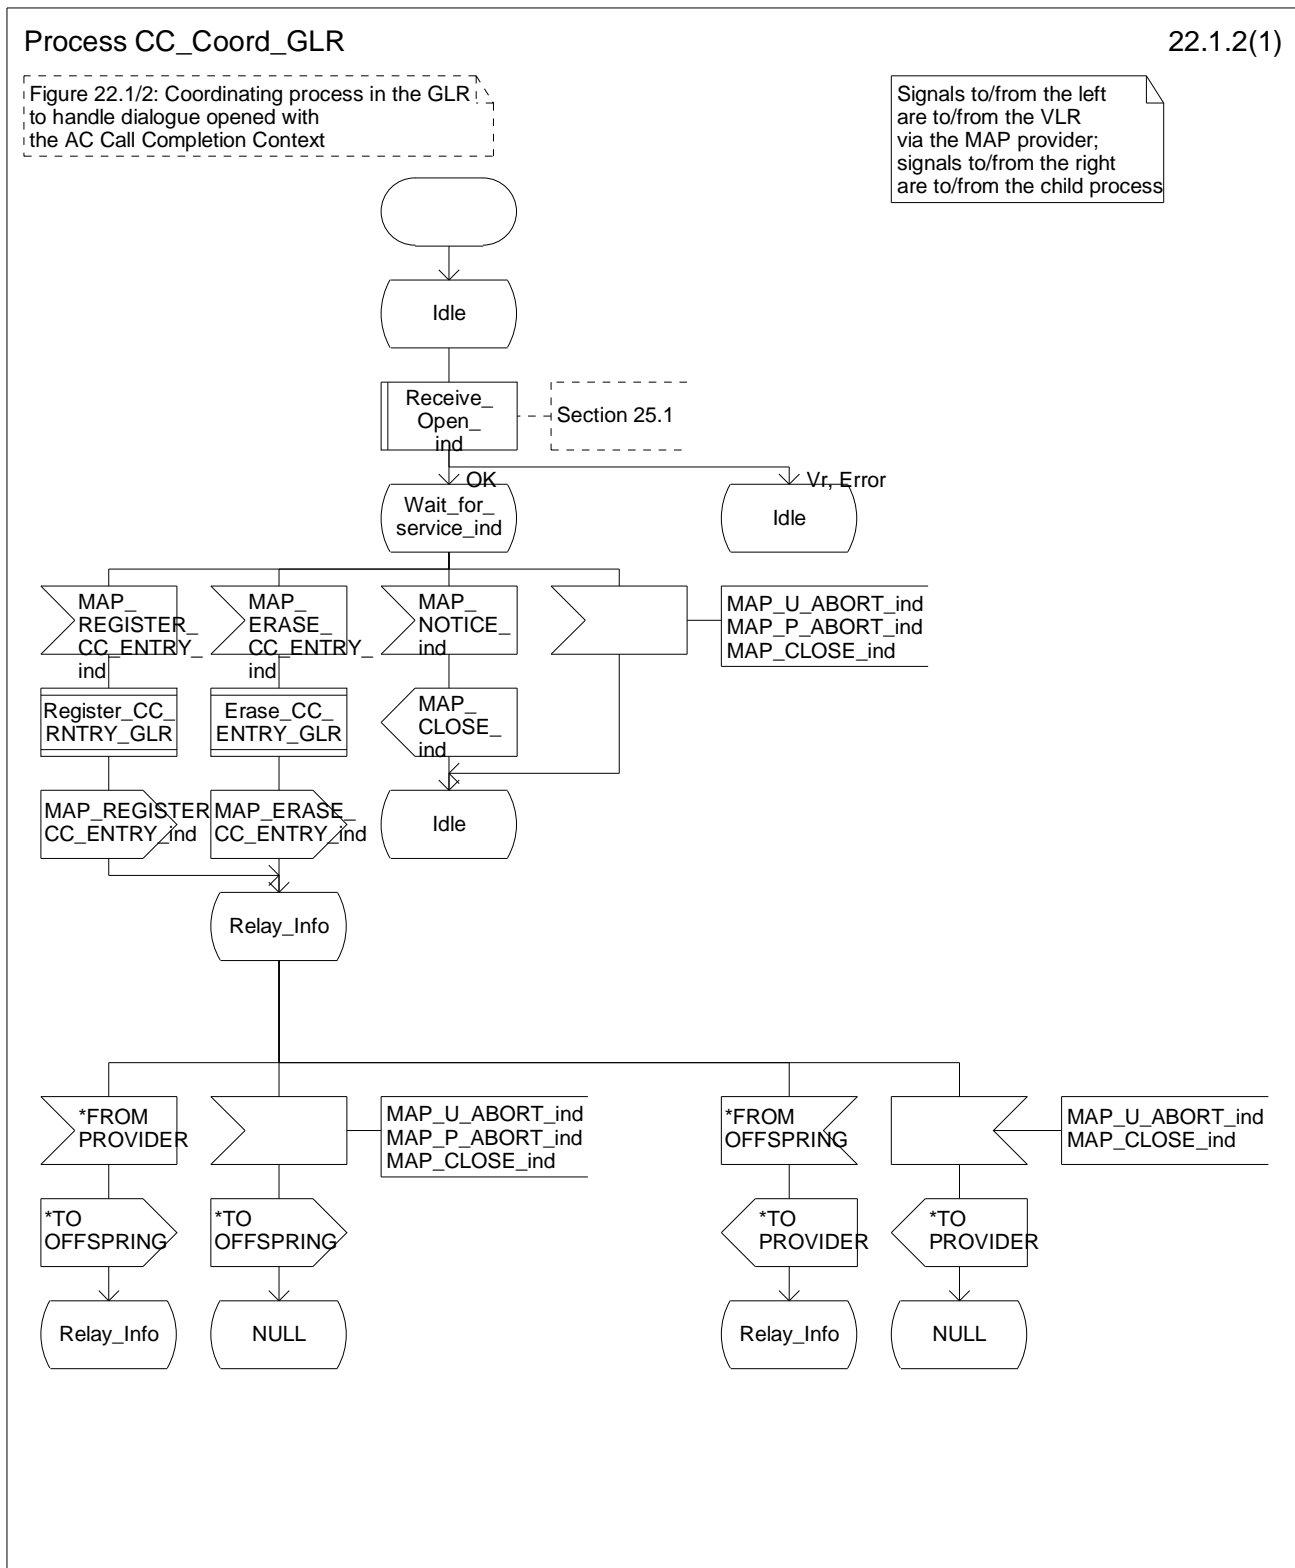 Process CC_Coord_GLR
22.1.2(1)
Figure 22.1/2: Coordinating process in the GLR
to handle dialogue opened with
the AC Call Completion Context
Signals to/from the left
are to/from the VLR
via the MAP provider;
signals to/from the right
are to/from the child process
Idle
Receive_
Open_
ind
Section 25.1
OK
Vr, Error
Wait_for_
service_ind
Idle
MAP_
REGISTER_
CC_ENTRY_
ind
MAP_
ERASE_
CC_ENTRY_
ind
MAP_
NOTICE_
ind
MAP_U_ABORT_ind
MAP_P_ABORT_ind
MAP_CLOSE_ind
Register_CC_
RNTRY_GLR
Erase_CC_
ENTRY_GLR
MAP_
CLOSE_
ind
MAP_REGISTER
CC_ENTRY_ind
MAP_ERASE_
CC_ENTRY_ind
Idle
Relay_Info
*FROM
PROVIDER
MAP_U_ABORT_ind
MAP_P_ABORT_ind
MAP_CLOSE_ind
*FROM
OFFSPRING
MAP_U_ABORT_ind
MAP_CLOSE_ind
*TO
OFFSPRING
*TO
OFFSPRING
*TO
PROVIDER
*TO
PROVIDER
Relay_Info
NULL
Relay_Info
NULL